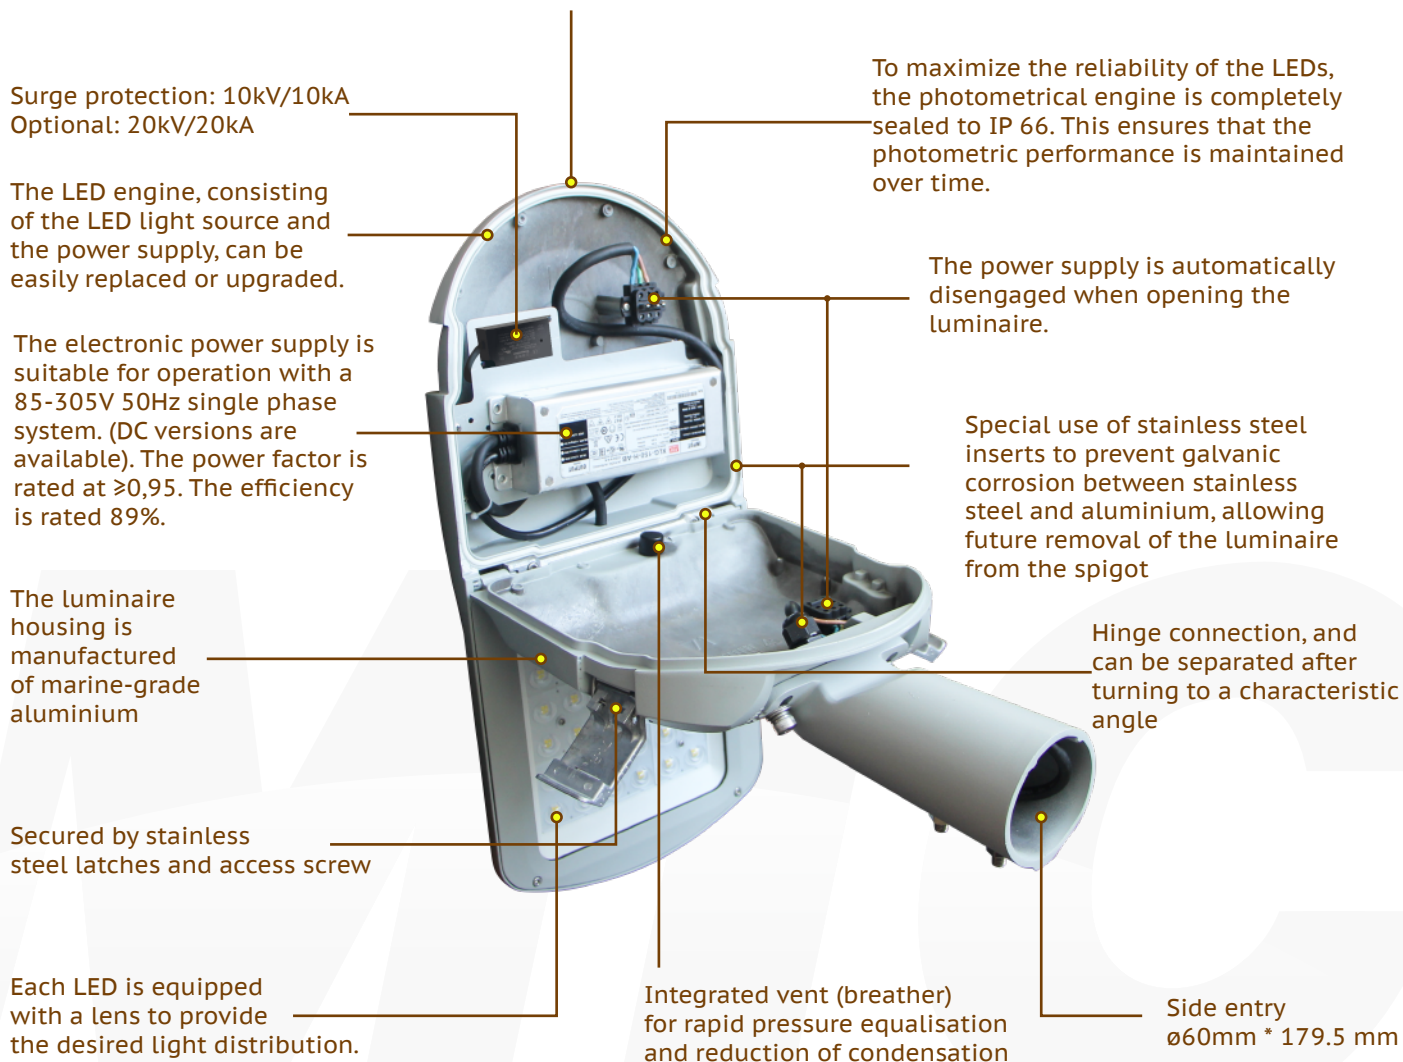 Surge protection: 10kV/10kA
Optional: 20kV/20kA
To maximize the reliability of the LEDs,
the photometrical engine is completely
sealed to IP 66. This ensures that the
photometric performance is maintained
over time.
The LED engine, consisting
of the LED light source and
the power supply, can be
easily replaced or upgraded.
The power supply is automatically
disengaged when opening the
luminaire.
The electronic power supply is
suitable for operation with a
85-305V 50Hz single phase
system. (DC versions are
available). The power factor is
rated at ⩾0,95. The efficiency
is rated 89%.
Special use of stainless steel
inserts to prevent galvanic
corrosion between stainless
steel and aluminium, allowing
future removal of the luminaire
from the spigot
The luminaire
housing is
manufactured
of marine-grade
aluminium
Hinge connection, and
can be separated after
turning to a characteristic
angle
Secured by stainless
steel latches and access screw
Each LED is equipped
with a lens to provide
the desired light distribution.
Integrated vent (breather)
for rapid pressure equalisation
and reduction of condensation
Side entry
ø60mm * 179.5 mm